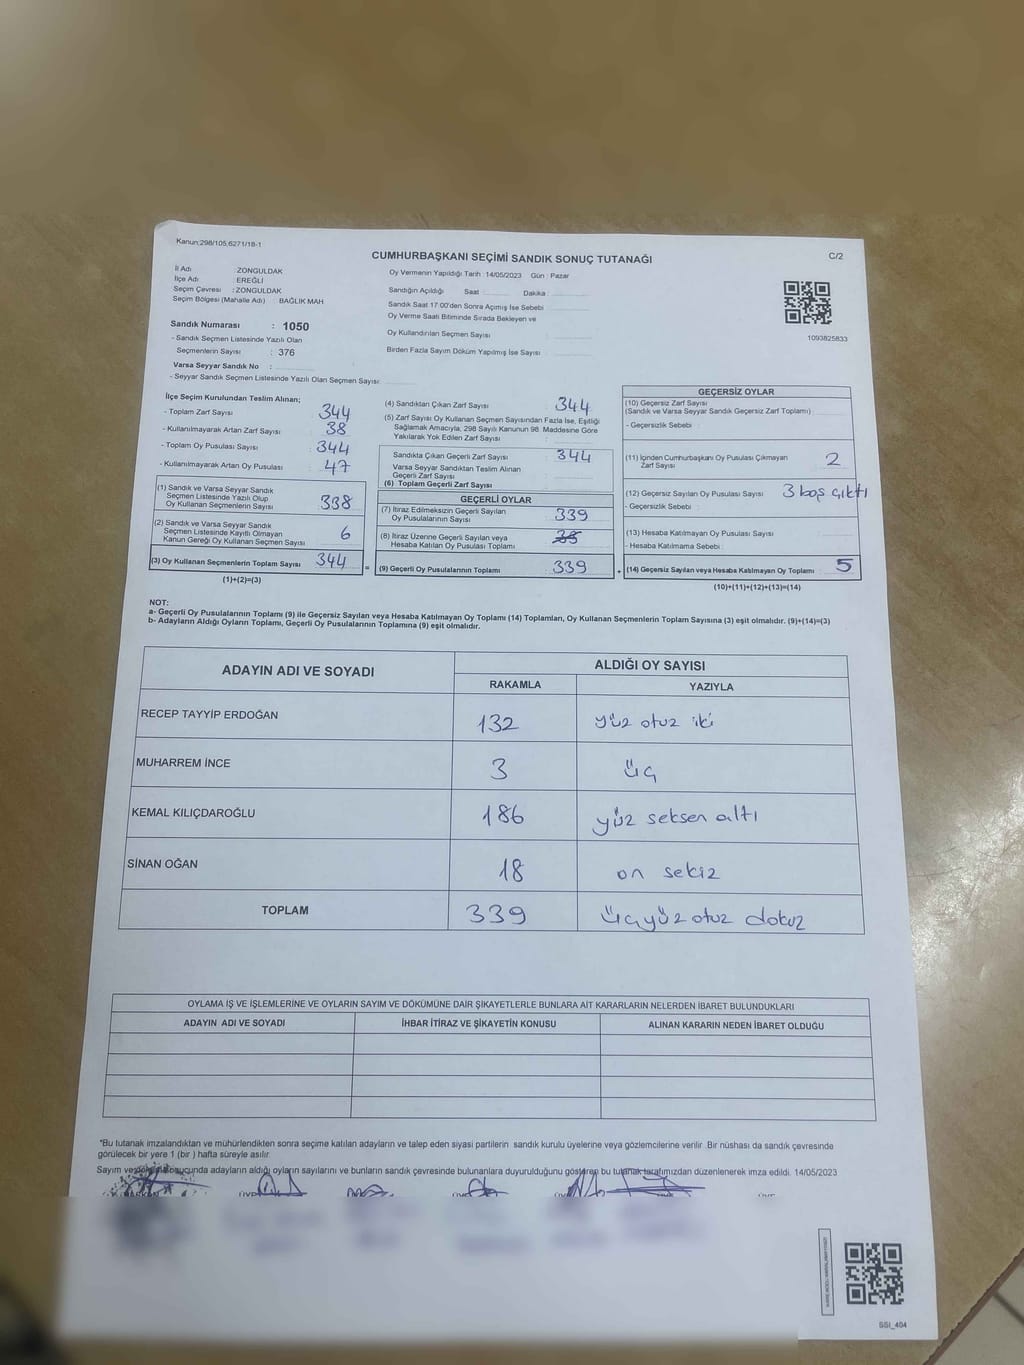 Kanun:298/105,6271/18-1
CUMHURBAŞKANI SEÇİMİ SANDIK SONUÇ TUTANAĞI
C/2
İl Adı : ZONGULDAK
İlçe Adı : EREĞLİ
Seçim Çevresi : ZONGULDAK
Seçim Bölgesi (Mahalle Adı) : BAĞLIK MAH
Sandık Numarası : 1050
- Sandık Seçmen Listesinde Yazılı Olan
Seçmenlerin Sayısı : 376
Varsa Seyyar Sandık No :
- Seyyar Sandık Seçmen Listesinde Yazılı Olan Seçmen Sayısı:
Oy Vermenin Yapıldığı Tarih : 14/05/2023 Gün : Pazar
Sandığın Açıldığı Saat Dakika
Sandık Saat 17:00'den Sonra Açımış İse Sebebi
Oy Verme Saati Bitiminde Sırada Bekleyen ve
Oy Kullandırılan Seçmen Sayısı :
Birden Fazla Sayım Döküm Yapılmış İse Sayısı :
1093825833
İlçe Seçim Kurulundan Teslim Alınan;
- Toplam Zarf Sayısı : 344
- Kullanılmayarak Artan Zarf Sayısı : 38
- Toplam Oy Pusulası Sayısı : 344
- Kullanılmayarak Artan Oy Pusulası : 47
(1) Sandık ve Varsa Seyyar Sandık
Seçmen Listesinde Yazılı Olup
Oy Kullanan Seçmenlerin Sayısı 338
(2) Sandık ve Varsa Seyyar Sandık
Seçmen Listesinde Kayıtlı Olmayan
Kanun Gereği Oy Kullanan Seçmen Sayısı 6
(3) Oy Kullanan Seçmenlerin Toplam Sayısı 344
(1)+(2)=(3)
=
(4) Sandıktan Çıkan Zarf Sayısı : 344
(5) Zarf Sayısı Oy Kullanan Seçmen Sayısından Fazla İse, Eşitliği
Sağlamak Amacıyla, 298 Sayılı Kanunun 98. Maddesine Göre
Yakılarak Yok Edilen Zarf Sayısı :
Sandıkta Çıkan Geçerli Zarf Sayısı : 344
Varsa Seyyar Sandıktan Teslim Alınan
Geçerli Zarf Sayısı
(6) Toplam Geçerli Zarf Sayısı
GEÇERLİ OYLAR
(7) İtiraz Edilmeksizin Geçerli Sayılan
Oy Pusulalarının Sayısı 339
(8) İtiraz Üzerine Geçerli Sayılan veya
Hesaba Katılan Oy Pusulası Toplamı
(9) Geçerli Oy Pusulalarının Toplamı 339
+
GEÇERSİZ OYLAR
(10) Geçersiz Zarf Sayısı
(Sandık ve Varsa Seyyar Sandık Geçersiz Zarf Toplamı)
- Geçersizlik Sebebi :
(11) İçinden Cumhurbaşkanı Oy Pusulası Çıkmayan
Zarf Sayısı 2
(12) Geçersiz Sayılan Oy Pusulası Sayısı 3 boş çıktı
- Geçersizlik Sebebi :
(13) Hesaba Katılmayan Oy Pusulası Sayısı
- Hesaba Katılmama Sebebi :
(14) Geçersiz Sayılan veya Hesaba Katılmayan Oy Toplamı : 5
(10)+(11)+(12)+(13)=(14)
NOT:
a- Geçerli Oy Pusulalarının Toplamı (9) ile Geçersiz Sayılan veya Hesaba Katılmayan Oy Toplamı (14) Toplamları, Oy Kullanan Seçmenlerin Toplam Sayısına (3) eşit olmalıdır. (9)+(14)=(3)
b- Adayların Aldığı Oyların Toplamı, Geçerli Oy Pusulalarının Toplamına (9) eşit olmalıdır.
ADAYIN ADI VE SOYADI ALDIĞI OY SAYISI
RAKAMLA YAZIYLA
RECEP TAYYİP ERDOĞAN 132 yüz otuz iki
MUHARREM İNCE 3 üç
KEMAL KILIÇDAROĞLU 186 yüz seksen altı
SİNAN OĞAN 18 on sekiz
TOPLAM 339 üçyüz otuz dokuz
OYLAMA İŞ VE İŞLEMLERİNE VE OYLARIN SAYIM VE DÖKÜMÜNE DAİR ŞİKAYETLERLE BUNLARA AİT KARARLARIN NELERDEN İBARET BULUNDUKLARI
ADAYIN ADI VE SOYADI İHBAR İTİRAZ VE ŞİKAYETİN KONUSU ALINAN KARARIN NEDEN İBARET OLDUĞU
*Bu tutanak imzalandıktan ve mühürlendikten sonra seçime katılan adayların ve talep eden siyasi partilerin sandık kurulu üyelerine veya gözlemcilerine verilir. Bir nüshası da sandık çevresinde
görülecek bir yere 1 (bir ) hafta süreyle asılır.
Sayım ve sonucunda adayların aldığı oyların sayılarını ve bunların sandık çevresinde bulunanlara duyurulduğunu gösteren bu tutanak tarafımızdan düzenlenerek imza edildi. 14/05/2023
SSI_404